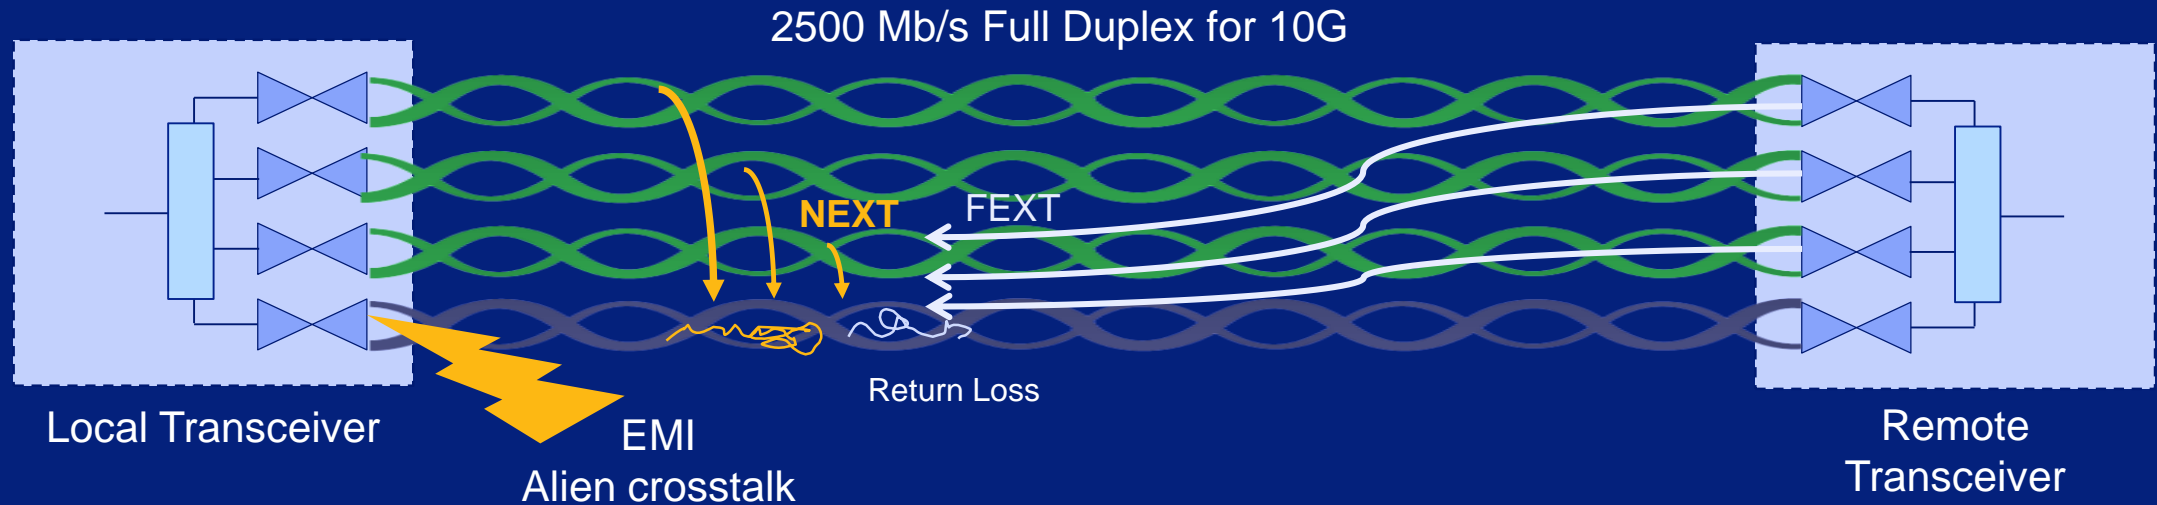 2500 Mb/s Full Duplex for 10G
NEXT
FEXT
Return Loss
Local Transceiver
EMI
Alien crosstalk
Remote
Transceiver